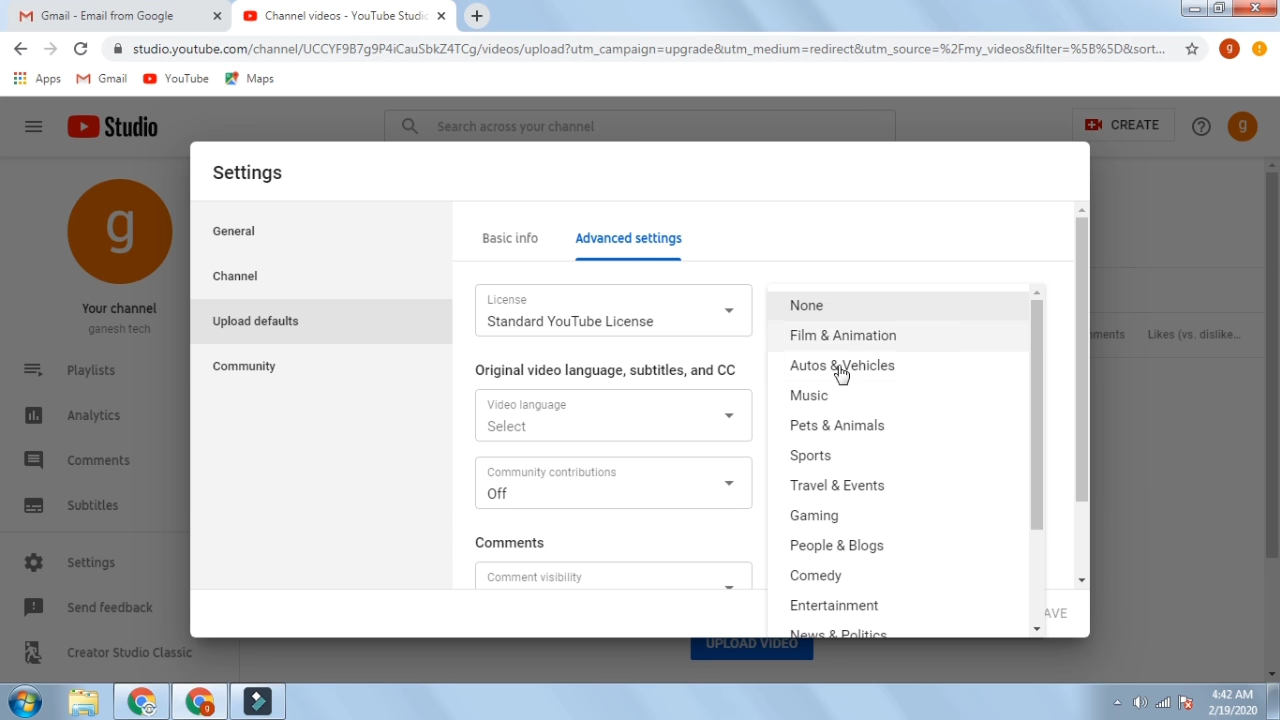 Gmail - Email from Google
Channel videos - YouTube Studio
studio.youtube.com/channel/UCCYF9B7g9P4iCauSbkZ4TCg/videos/upload?utm_campaign=upgrade&utm_medium=redirect&utm_source=%2Fmy_videos&filter=%5B%5D&sort...
g
Apps
Gmail
YouTube
Maps
Studio
Search across your channel
CREATE
g
g
Your channel
ganesh tech
Playlists
Analytics
Comments
Subtitles
Settings
Send feedback
Creator Studio Classic
Settings
General
Channel
Upload defaults
Community
Basic info
Advanced settings
License
Standard YouTube License
Original video language, subtitles, and CC
Video language
Select
Community contributions
Off
Comments
Comment visibility
None
Film & Animation
Autos & Vehicles
Music
Pets & Animals
Sports
Travel & Events
Gaming
People & Blogs
Comedy
Entertainment
News & Politics
AVE
ments
Likes (vs. dislike...
UPLOAD VIDEO
4:42 AM
2/19/2020